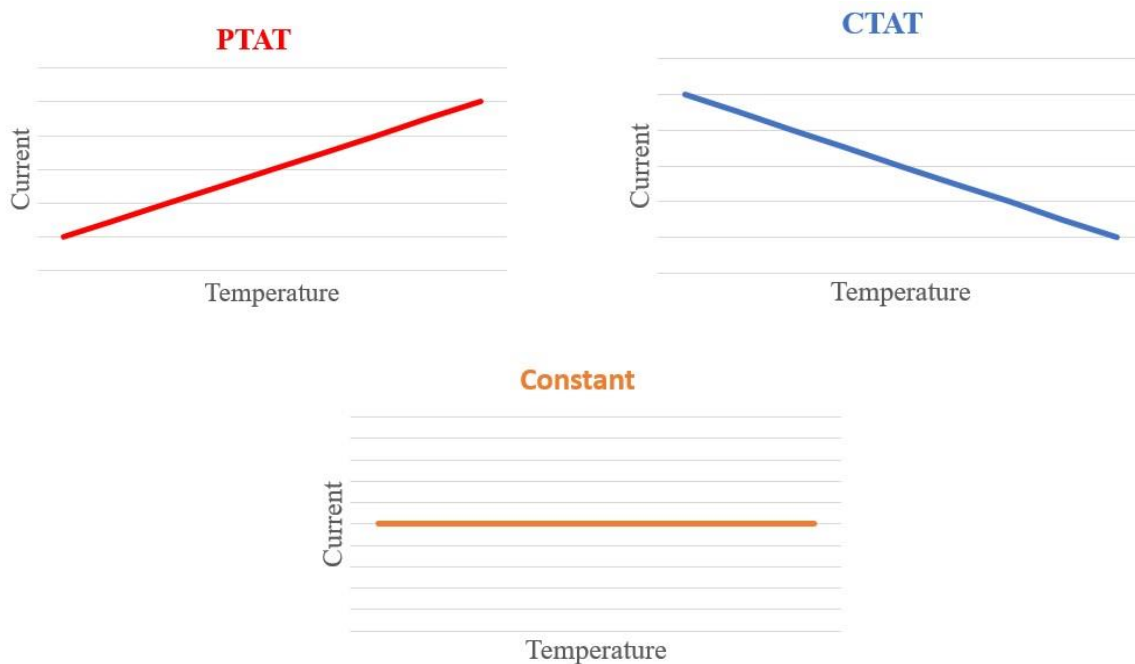 PTAT
Current
Temperature
CTAT
Current
Temperature
Constant
Current
Temperature